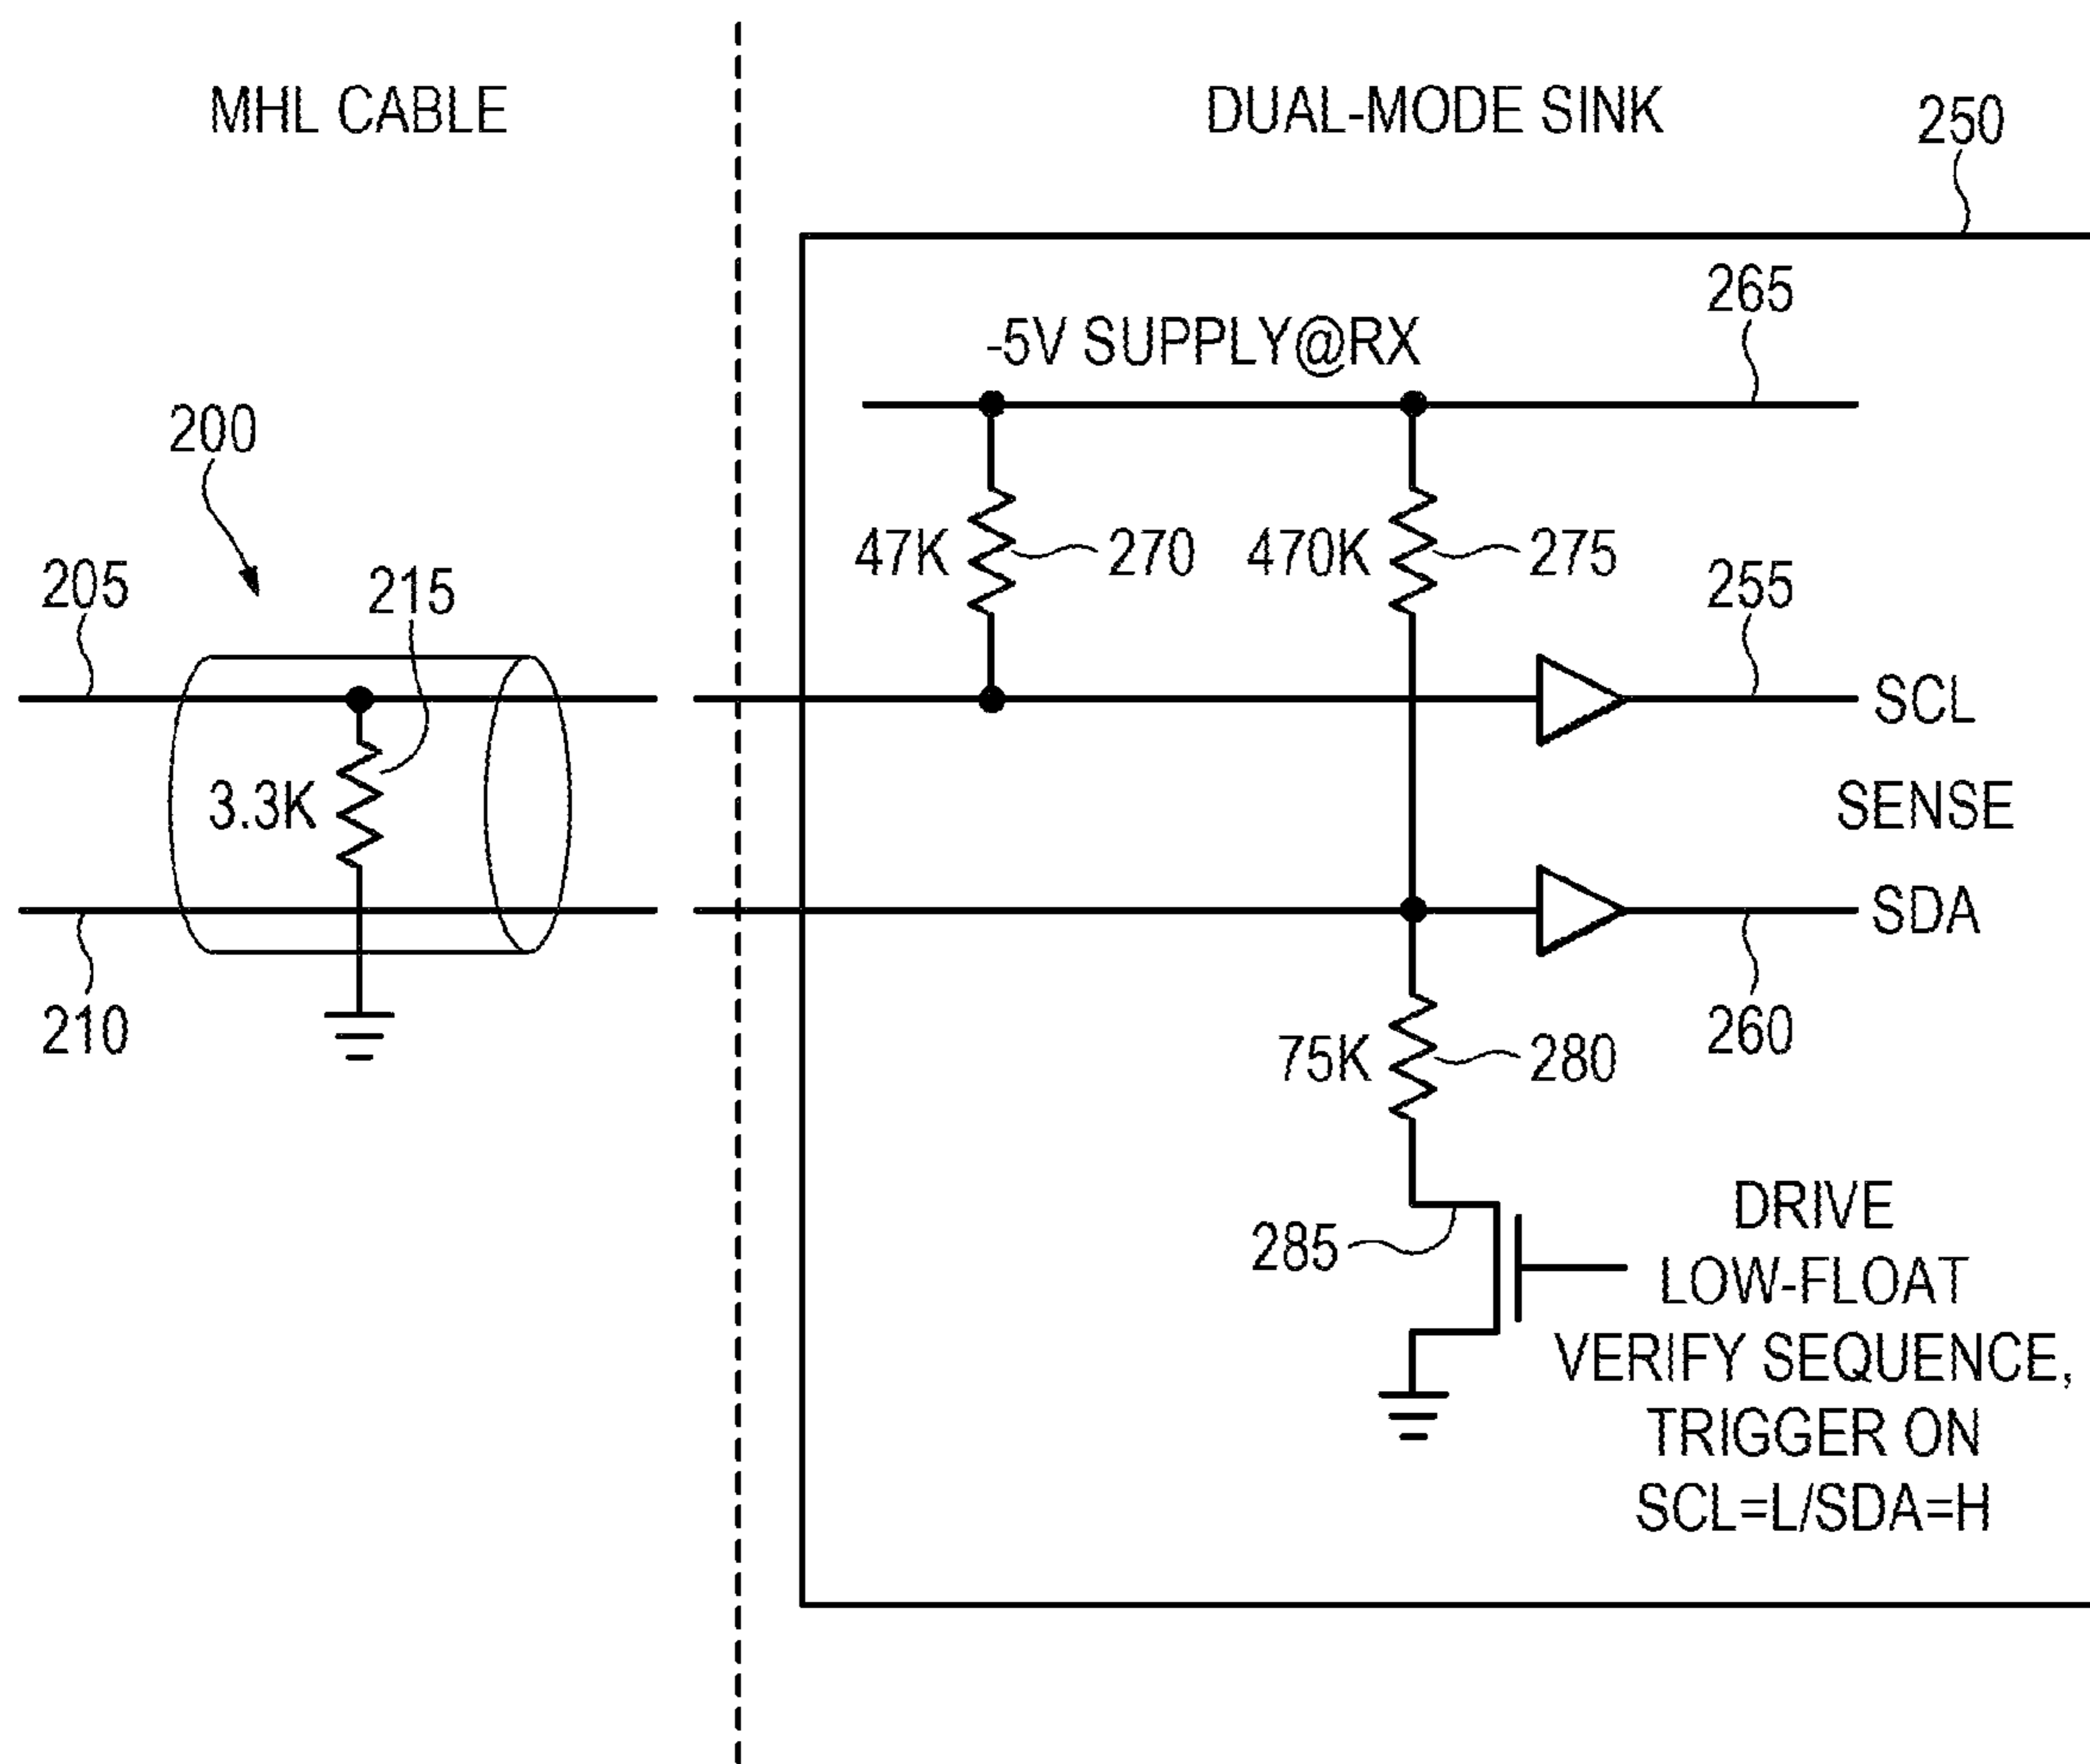 MHL CABLE
DUAL-MODE SINK
250
265
-5V SUPPLY@RX
200
47K
270
470K
275
205
215
255
SCL
3.3K
SENSE
SDA
210
75K
280
260
285
DRIVE
LOW-FLOAT
VERIFY SEQUENCE,
TRIGGER ON
SCL=L/SDA=H